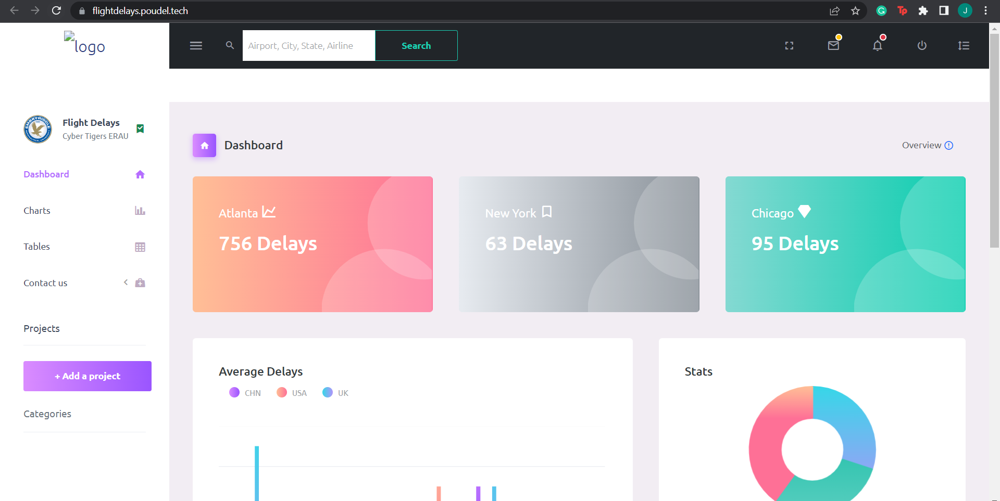 flightdelays.poudel.tech
J
logo
Airport, City, State, Airline
Search
Flight Delays
Cyber Tigers ERAU
Dashboard
Charts
Tables
Contact us
Projects
+ Add a project
Categories
Dashboard
Overview
Atlanta
756 Delays
New York
63 Delays
Chicago
95 Delays
Average Delays
CHN USA UK
Stats